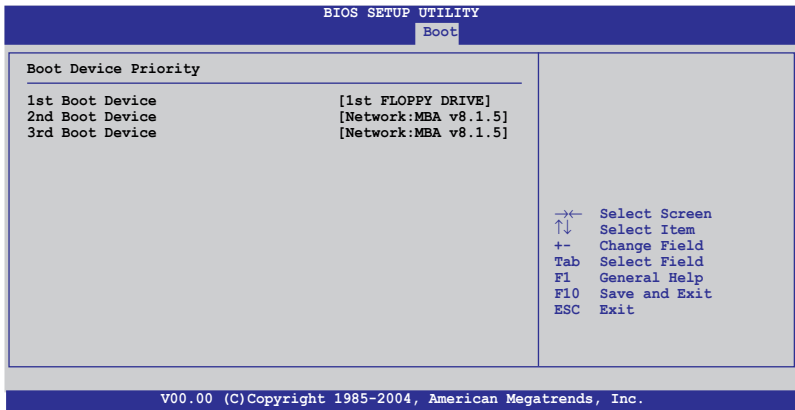 BIOS SETUP UTILITY
Boot
Boot Device Priority
1st Boot Device [1st FLOPPY DRIVE]
2nd Boot Device [Network:MBA v8.1.5]
3rd Boot Device [Network:MBA v8.1.5]
→← Select Screen
↑↓ Select Item
+- Change Field
Tab Select Field
F1 General Help
F10 Save and Exit
ESC Exit
V00.00 (C)Copyright 1985-2004, American Megatrends, Inc.